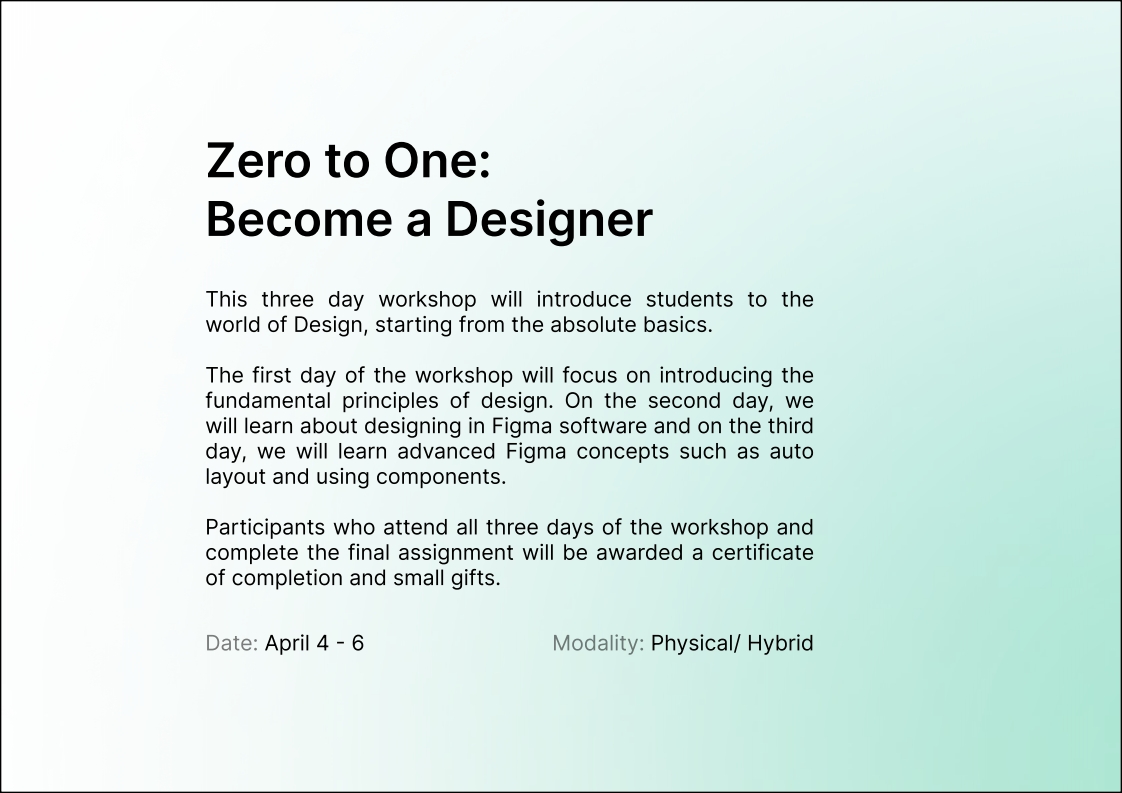 Zero to One:
Become a Designer
This three day workshop will introduce students to the
world of Design, starting from the absolute basics.
The first day of the workshop will focus on introducing the
fundamental principles of design. On the second day, we
will learn about designing in Figma software and on the third
day, we will learn advanced Figma concepts such as auto
layout and using components.
Participants who attend all three days of the workshop and
complete the final assignment will be awarded a certificate
of completion and small gifts.
Date: April 4 - 6 Modality: Physical/ Hybrid